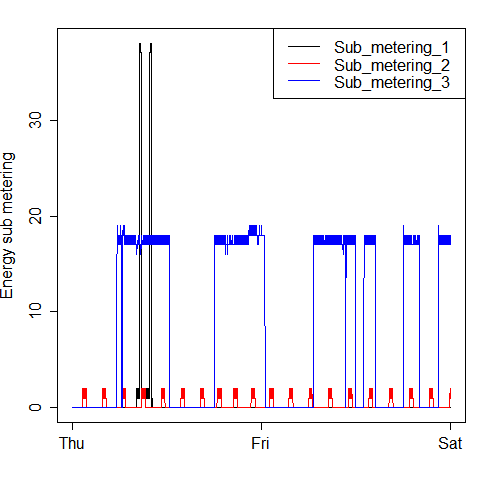 Sub_metering_1
Sub_metering_2
Sub_metering_3
Energy sub metering
30
20
10
0
Thu Fri Sat